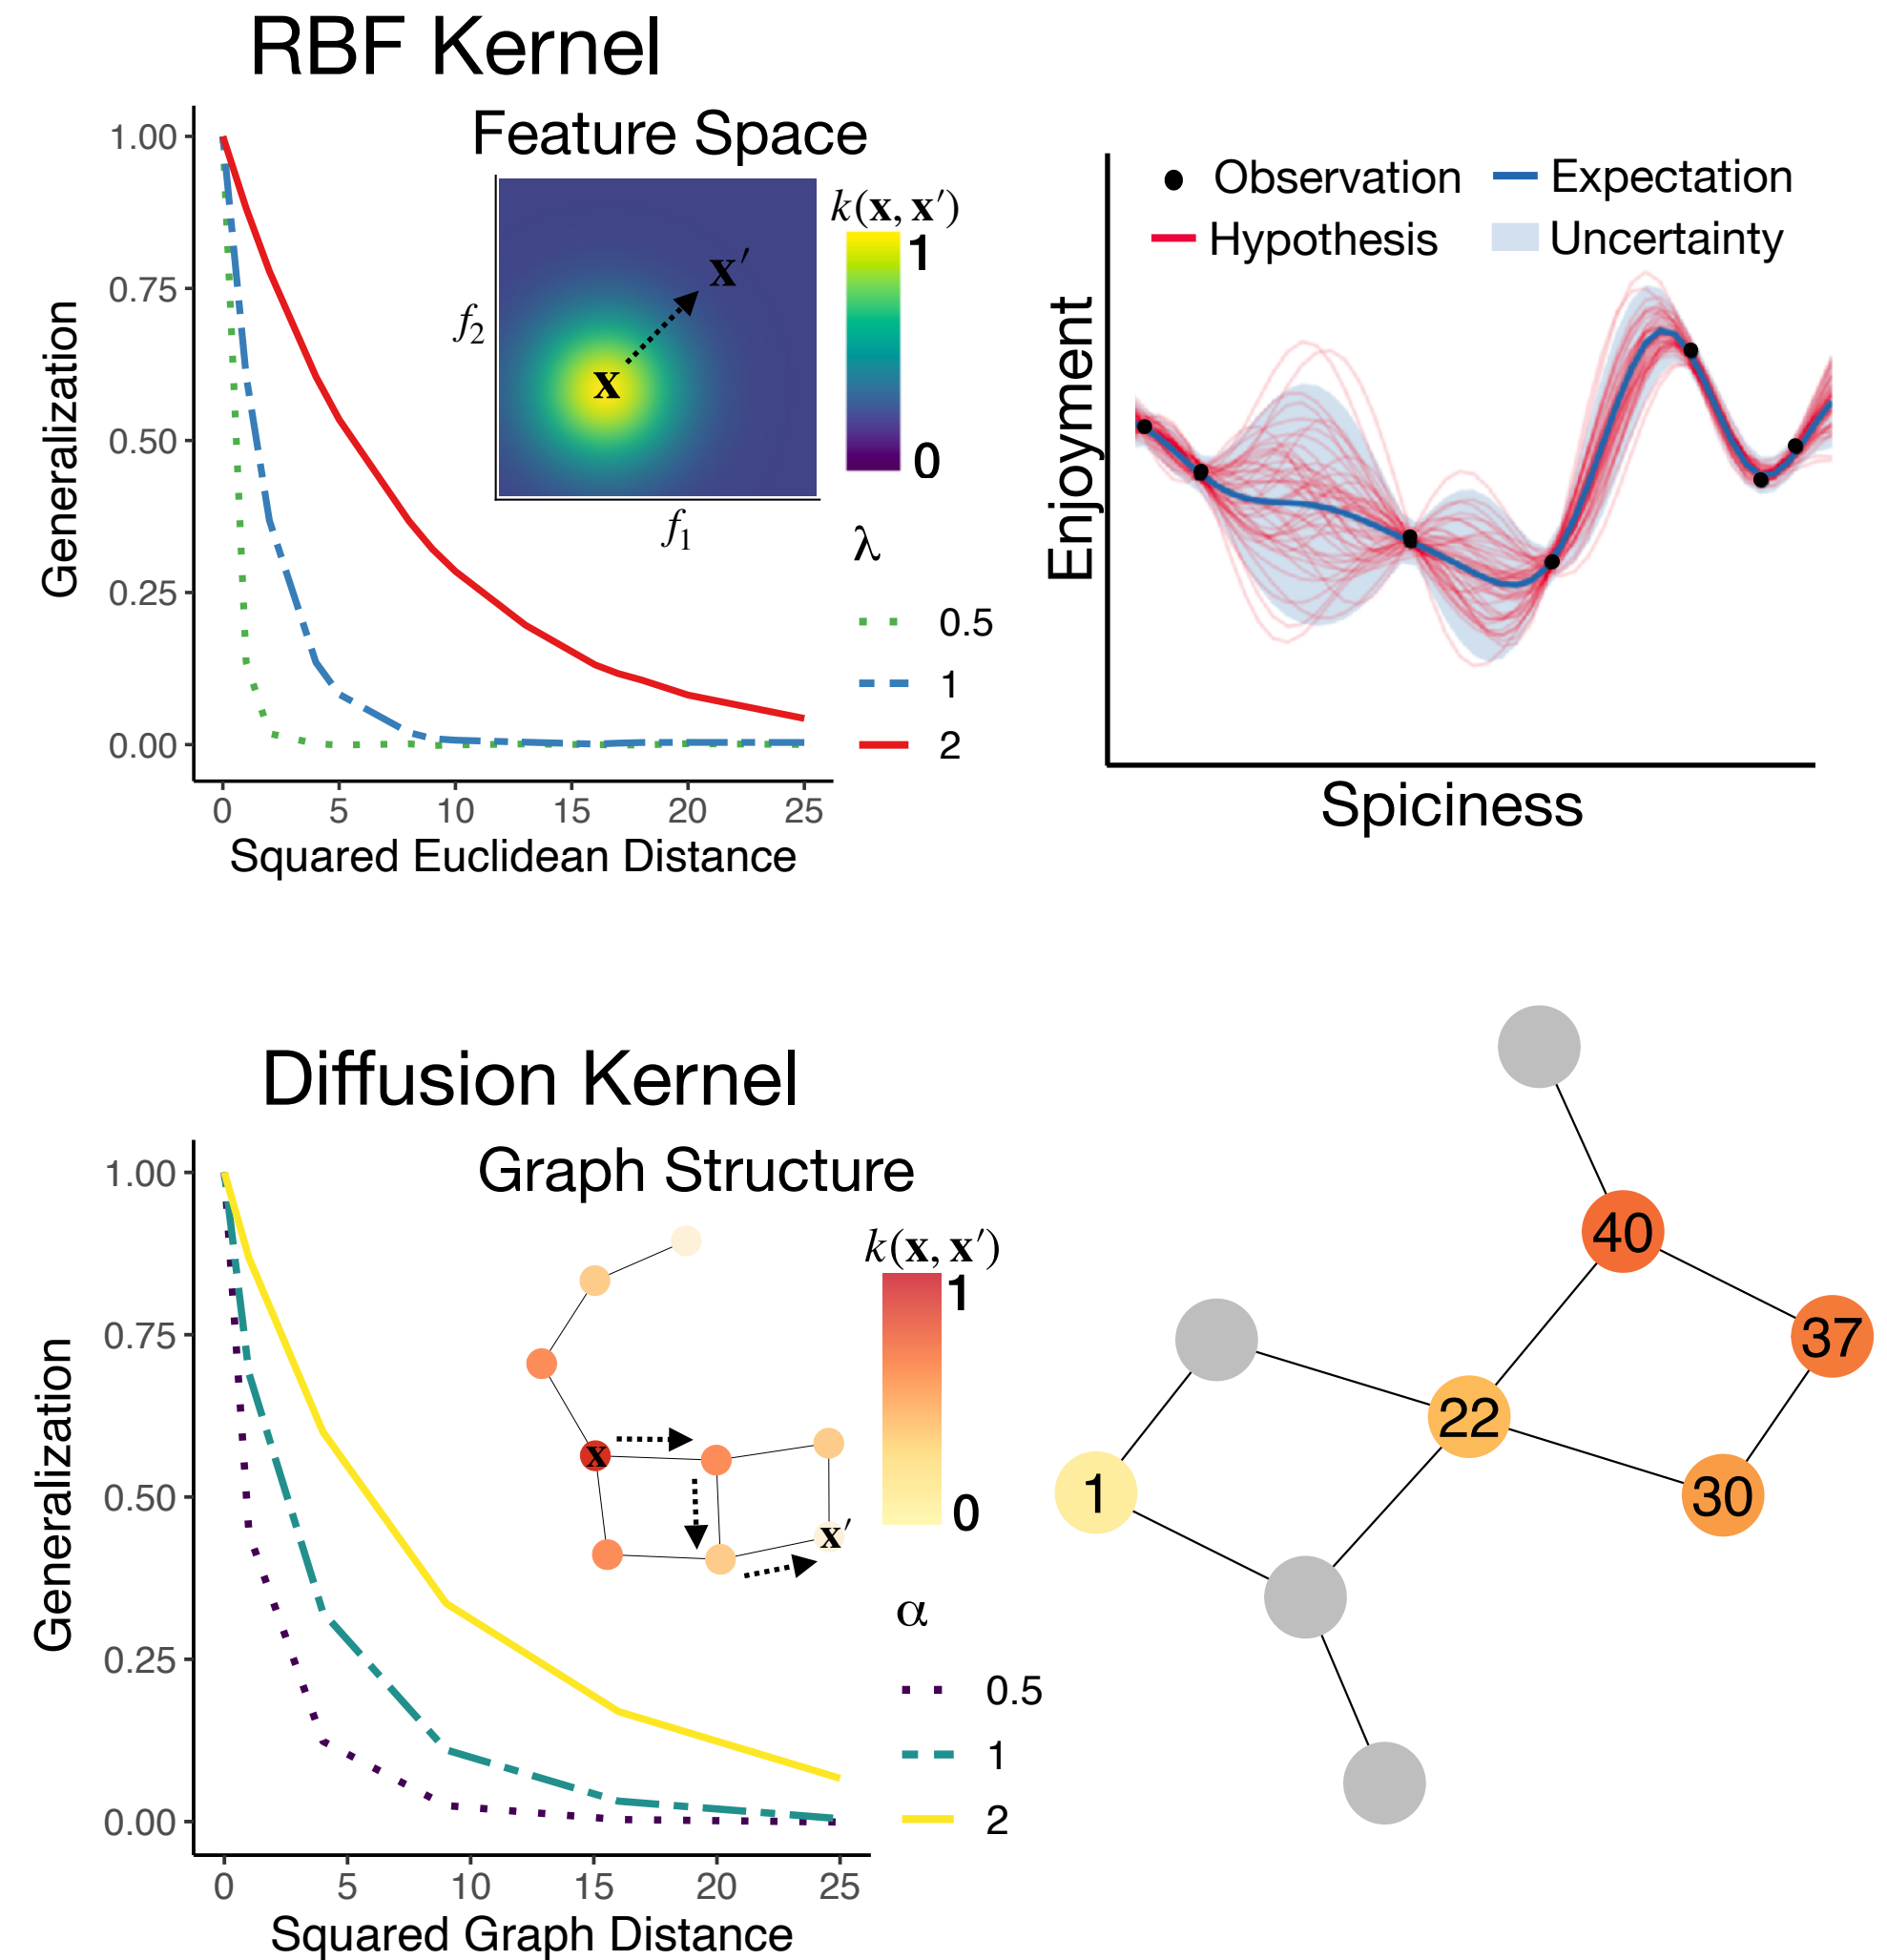 RBF Kernel
Feature Space
1.00
0.75
0.50
0.25
0.00
Generalization
0
5
10
15
20
25
Squared Euclidean Distance
f2
f1
x
x′
k(x, x′)
1
0
λ
0.5
1
2
Observation
Expectation
Hypothesis
Uncertainty
Enjoyment
Spiciness
Diffusion Kernel
Graph Structure
1.00
0.75
0.50
0.25
0.00
Generalization
0
5
10
15
20
25
Squared Graph Distance
x
x′
k(x, x′)
1
0
α
0.5
1
2
40
37
22
1
30